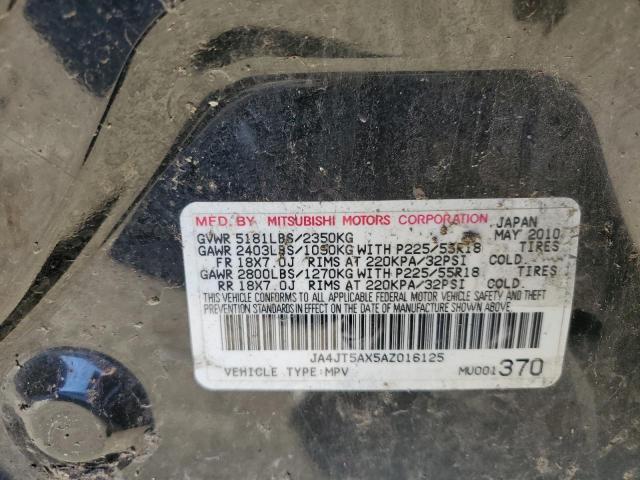 MFD. BY MITSUBISHI MOTORS CORPORATION JAPAN
GVWR 5181LBS/2350KG MAY 2010
GAWR 2403LBS/1090KG WITH P225/55R18 TIRES
FR 18X7.0J RIMS AT 220KPA/32PSI COLD.
GAWR 2800LBS/1270KG WITH P225/55R18 TIRES
RR 18X7.0J RIMS AT 220KPA/32PSI COLD.
THIS VEHICLE CONFORMS TO ALL APPLICABLE FEDERAL MOTOR VEHICLE SAFETY AND THEFT
PREVENTION STANDARDS IN EFFECT ON THE DATE OF MANUFACTURE SHOWN ABOVE.
JA4JT5AX5AZ016125
VEHICLE TYPE:MPV MU001370